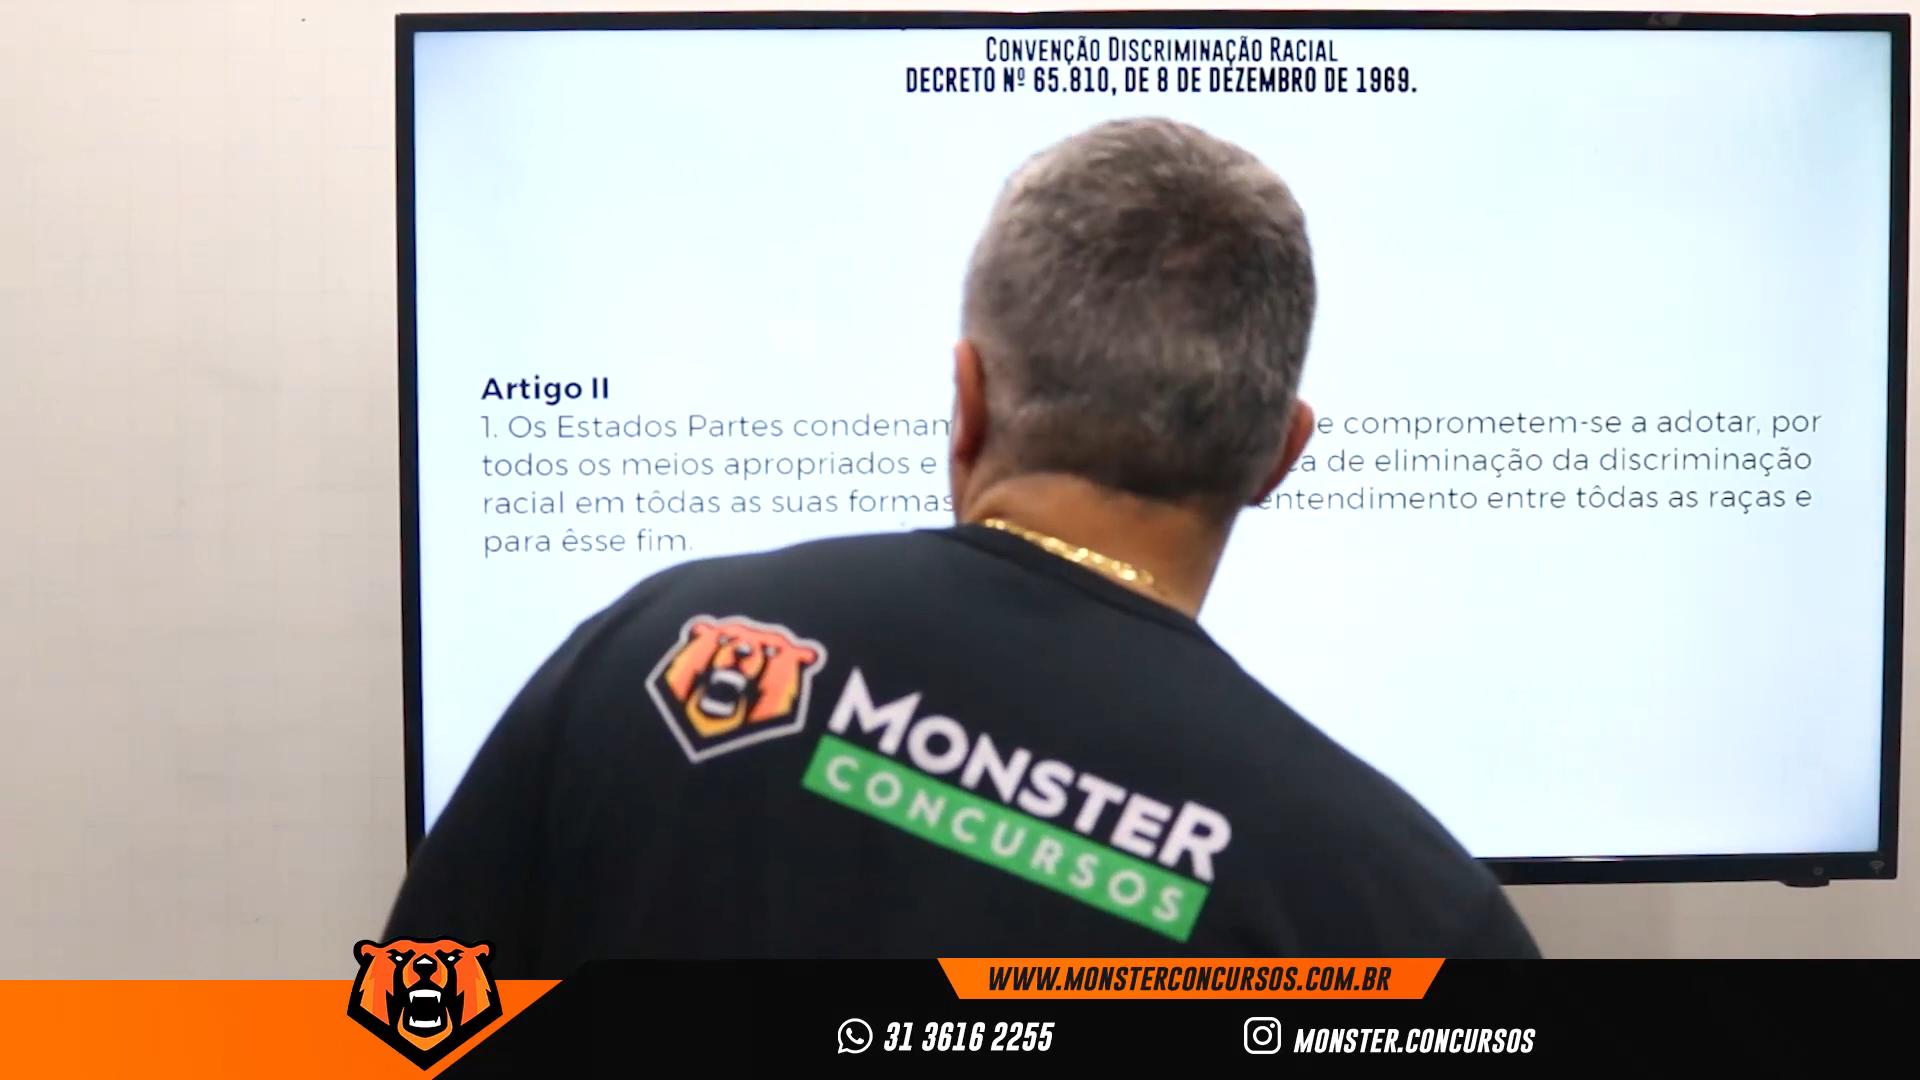 CONVENÇÃO DISCRIMINAÇÃO RACIAL
DECRETO Nº 65.810, DE 8 DE DEZEMBRO DE 1969.
Artigo II
1. Os Estados Partes condenam e comprometem-se a adotar, por
todos os meios apropriados e de eliminação da discriminação
racial em tôdas as suas formas entendimento entre tôdas as raças e
para êsse fim.
MONSTER
CONCURSOS
WWW.MONSTERCONCURSOS.COM.BR
31 3616 2255
MONSTER.CONCURSOS